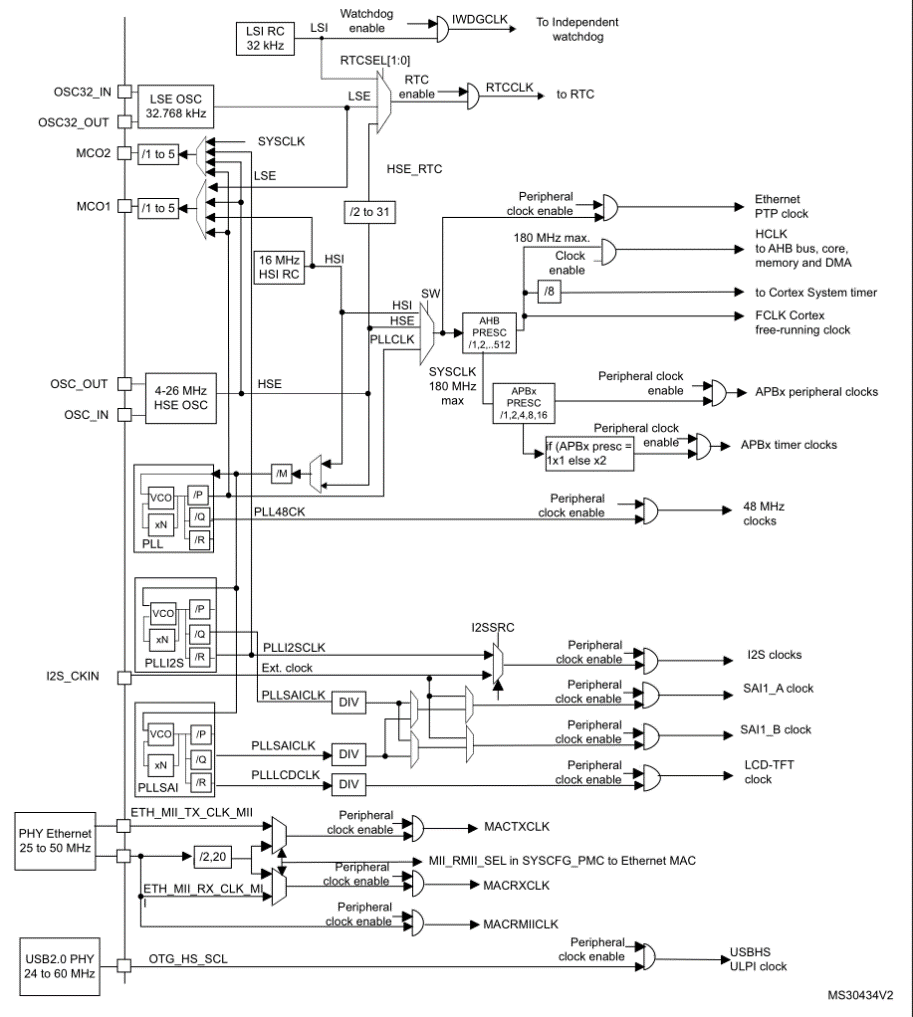 LSI RC
32 kHz
LSI
Watchdog
enable
IWDGCLK
To Independent
watchdog
RTCSEL[1:0]
OSC32_IN
OSC32_OUT
LSE OSC
32.768 kHz
LSE
RTC
enable
RTCCLK
to RTC
MCO2
/1 to 5
SYSCLK
LSE
HSE_RTC
MCO1
/1 to 5
/2 to 31
Peripheral
clock enable
Ethernet
PTP clock
16 MHz
HSI RC
HSI
180 MHz max.
Clock
enable
HCLK
to AHB bus, core,
memory and DMA
SW
/8
to Cortex System timer
HSI
HSE
PLLCLK
AHB
PRESC
/1,2,..512
FCLK Cortex
free-running clock
SYSCLK
180 MHz
max
OSC_OUT
OSC_IN
4-26 MHz
HSE OSC
HSE
APBx
PRESC
/1,2,4,8,16
Peripheral clock
enable
APBx peripheral clocks
if (APBx presc =
1x1 else x2
Peripheral clock
enable
APBx timer clocks
/M
VCO
xN
/P
/Q
/R
PLL
PLL48CK
Peripheral
clock enable
48 MHz
clocks
VCO
xN
/P
/Q
/R
PLLI2S
PLLI2SCLK
I2SSRC
Peripheral
clock enable
I2S clocks
I2S_CKIN
Ext. clock
PLLSAICLK
DIV
Peripheral
clock enable
SAI1_A clock
VCO
xN
/P
/Q
/R
PLLSAI
PLLSAICLK
DIV
Peripheral
clock enable
SAI1_B clock
PLLLCDCLK
DIV
Peripheral
clock enable
LCD-TFT
clock
PHY Ethernet
25 to 50 MHz
ETH_MII_TX_CLK_MII
Peripheral
clock enable
MACTXCLK
/2,20
MII_RMII_SEL in SYSCFG_PMC to Ethernet MAC
ETH_MII_RX_CLK_MI
I
Peripheral
clock enable
MACRXCLK
Peripheral
clock enable
MACRMIICLK
USB2.0 PHY
24 to 60 MHz
OTG_HS_SCL
Peripheral
clock enable
USBHS
ULPI clock
MS30434V2